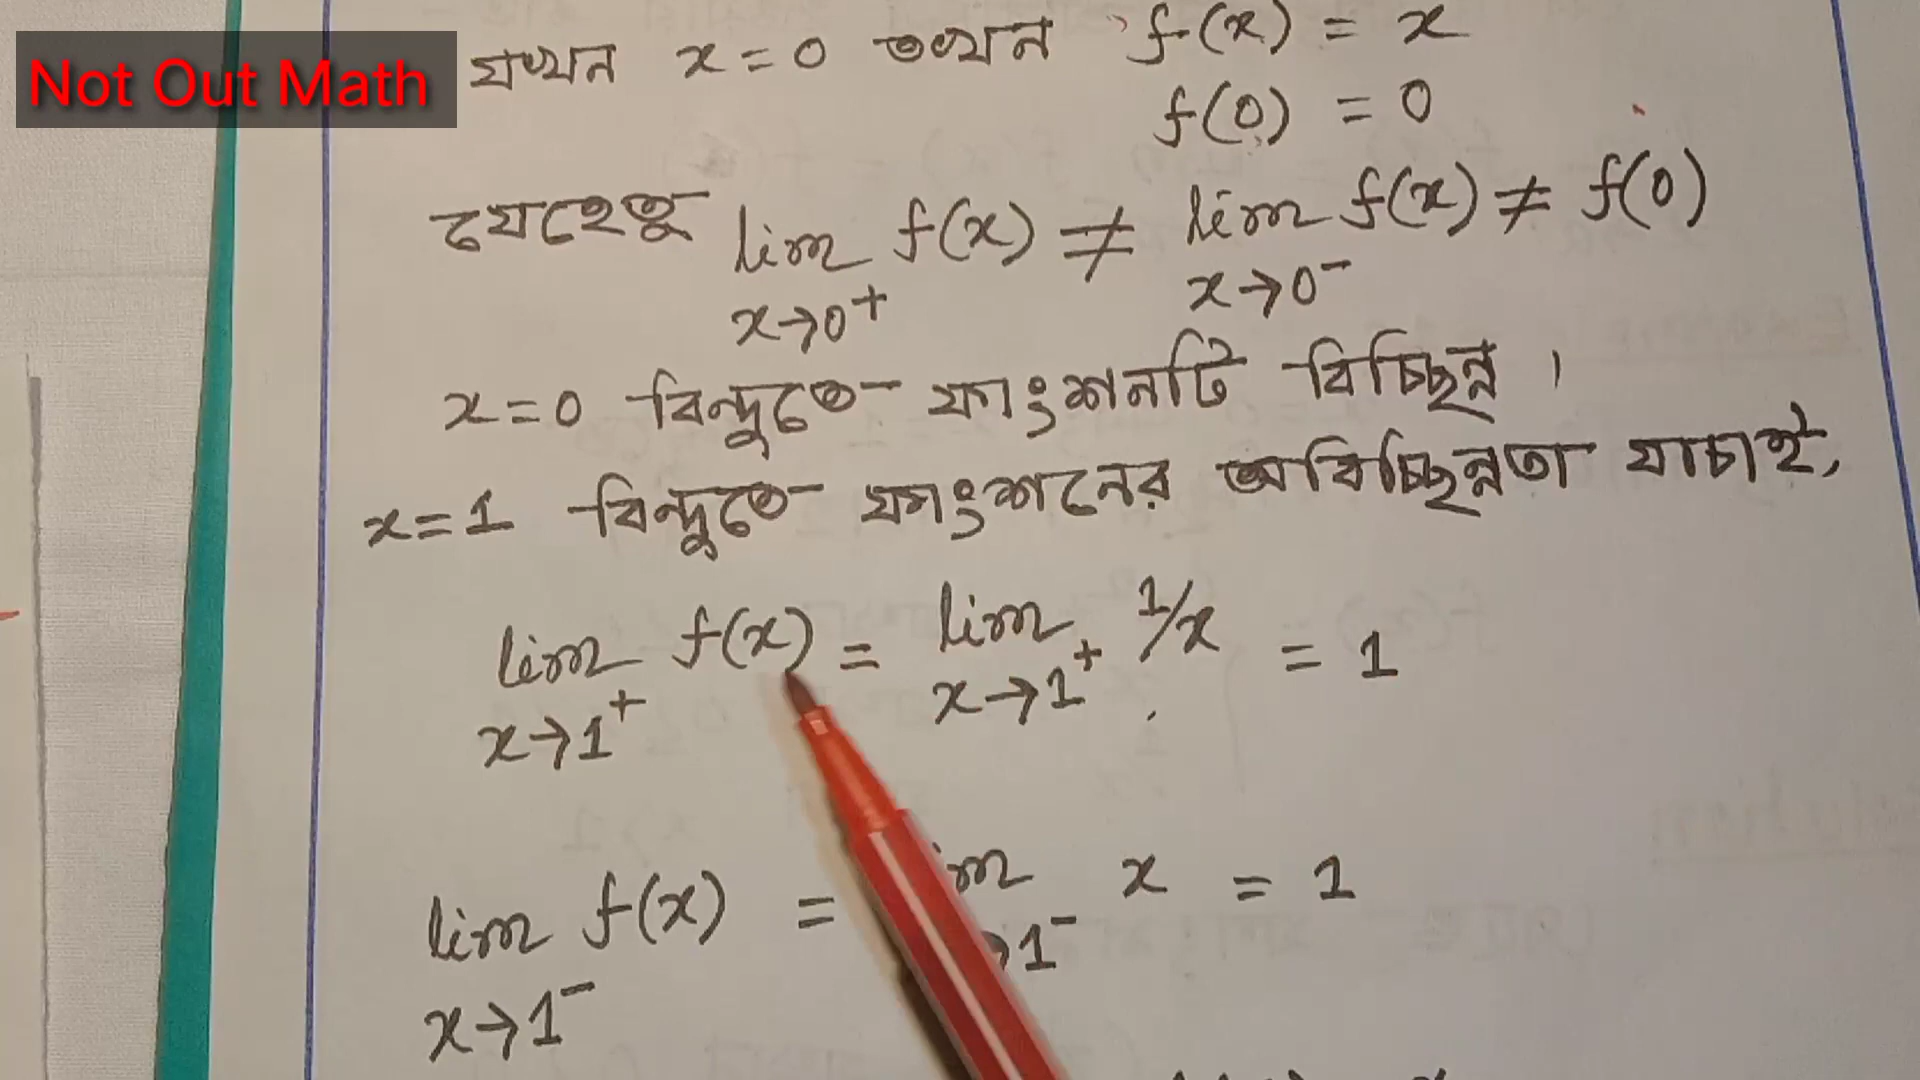 Not Out Math
যখন x = 0 তখন f(x) = x
f(0) = 0
যেহেতু lim f(x) ≠ lim f(x) ≠ f(0)
x→0⁺ x→0⁻
x = 0 বিন্দুতে ফাংশনটি বিচ্ছিন্ন ।
x = 1 বিন্দুতে ফাংশনের অবিচ্ছিন্নতা যাচাই,
lim f(x) = lim 1/x = 1
x→1⁺ x→1⁺
lim f(x) = x = 1
x→1⁻ →1⁻